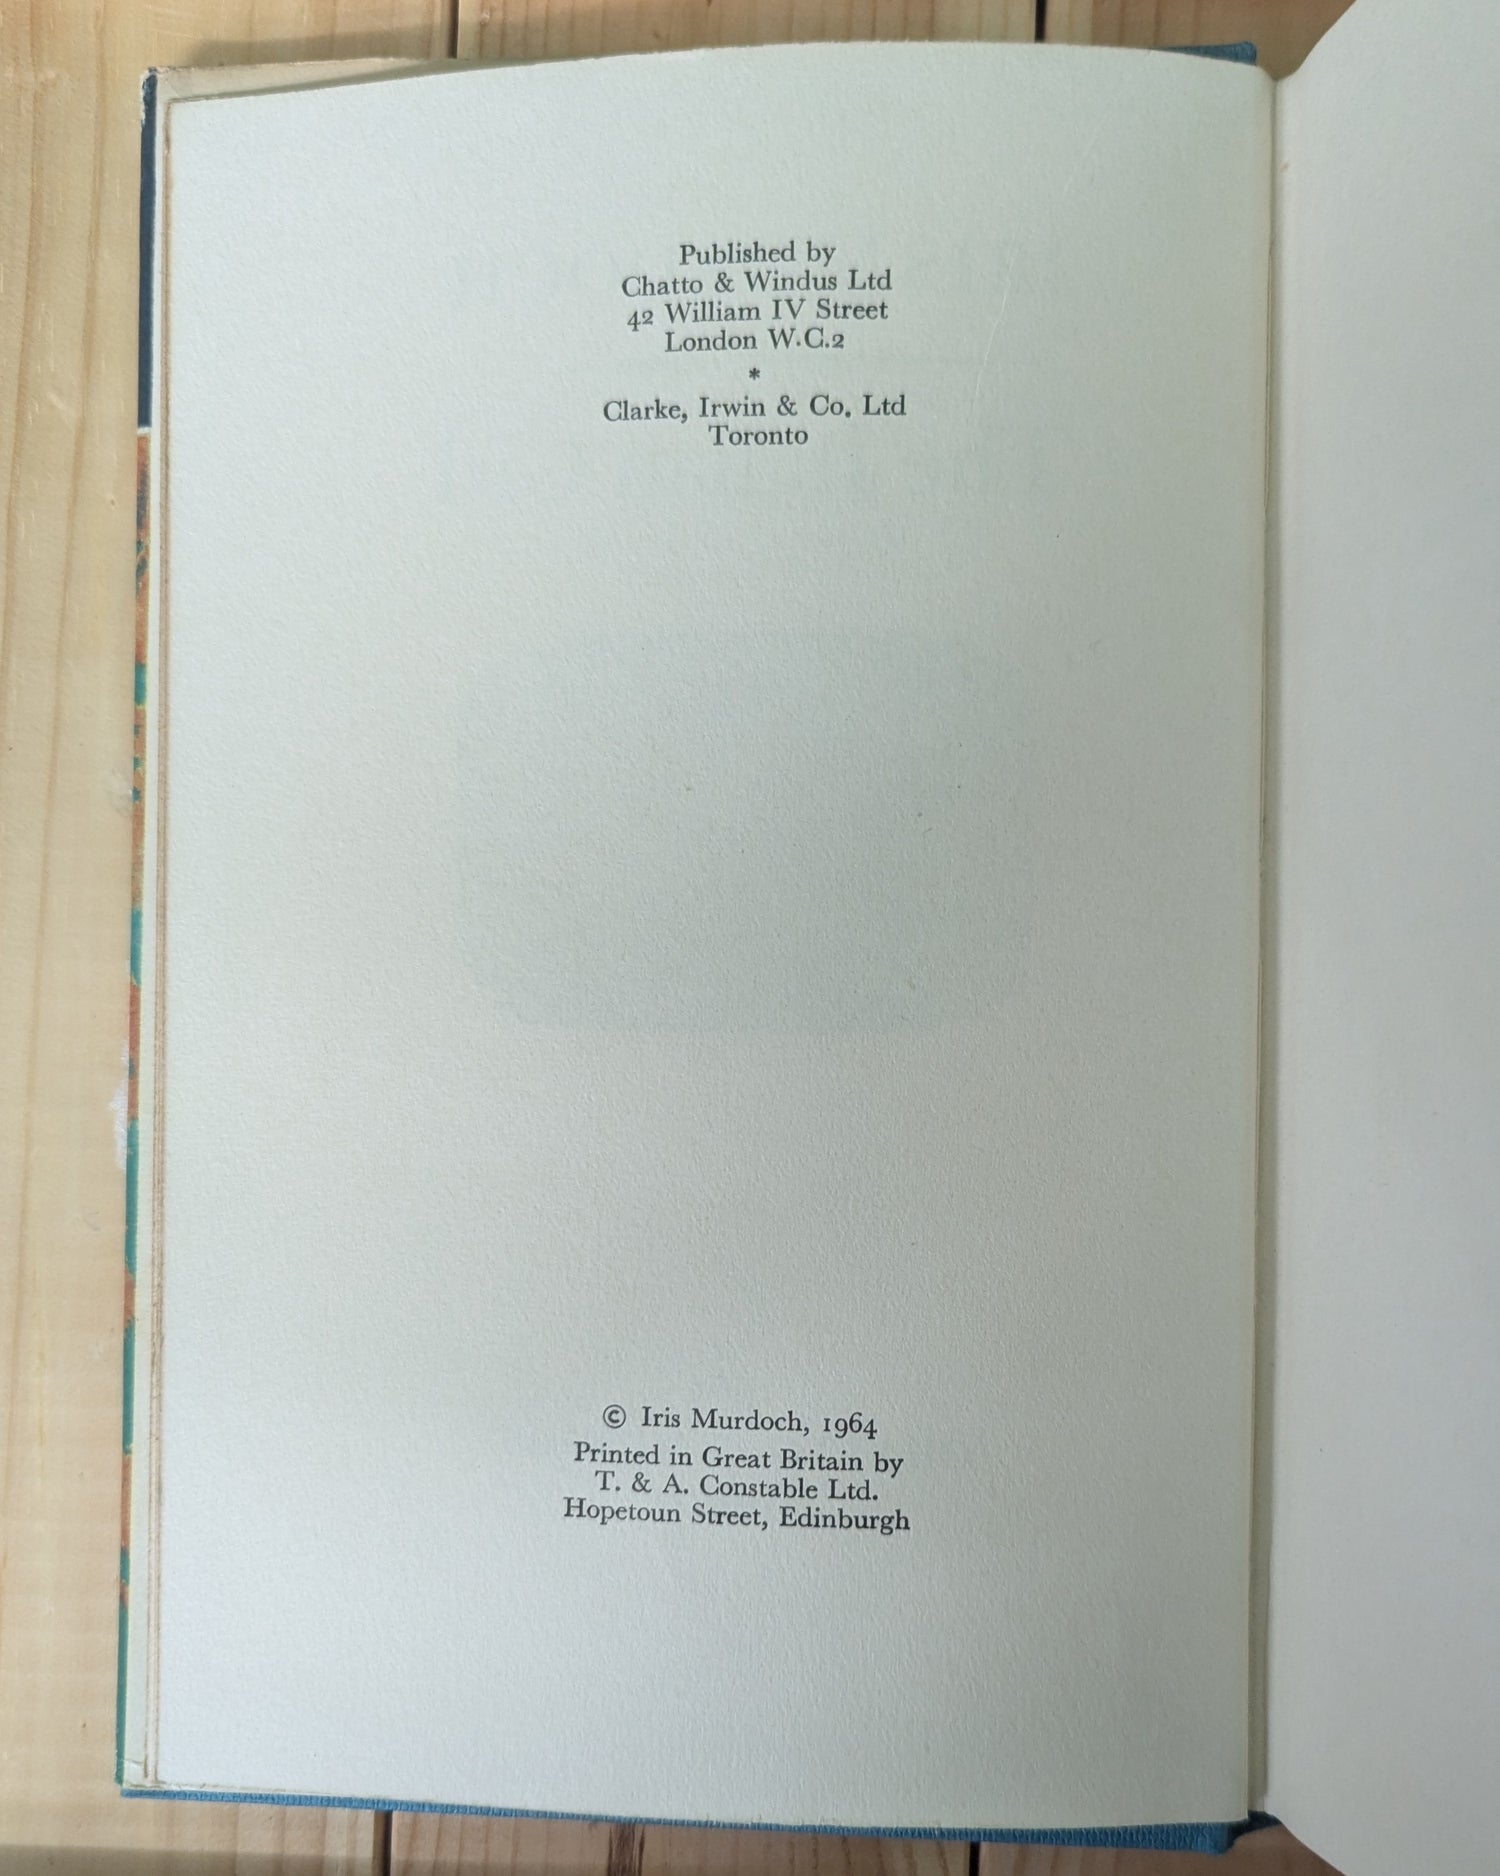 Published by
Chatto & Windus Ltd
42 William IV Street
London W.C.2
*
Clarke, Irwin & Co. Ltd
Toronto
© Iris Murdoch, 1964
Printed in Great Britain by
T. & A. Constable Ltd.
Hopetoun Street, Edinburgh